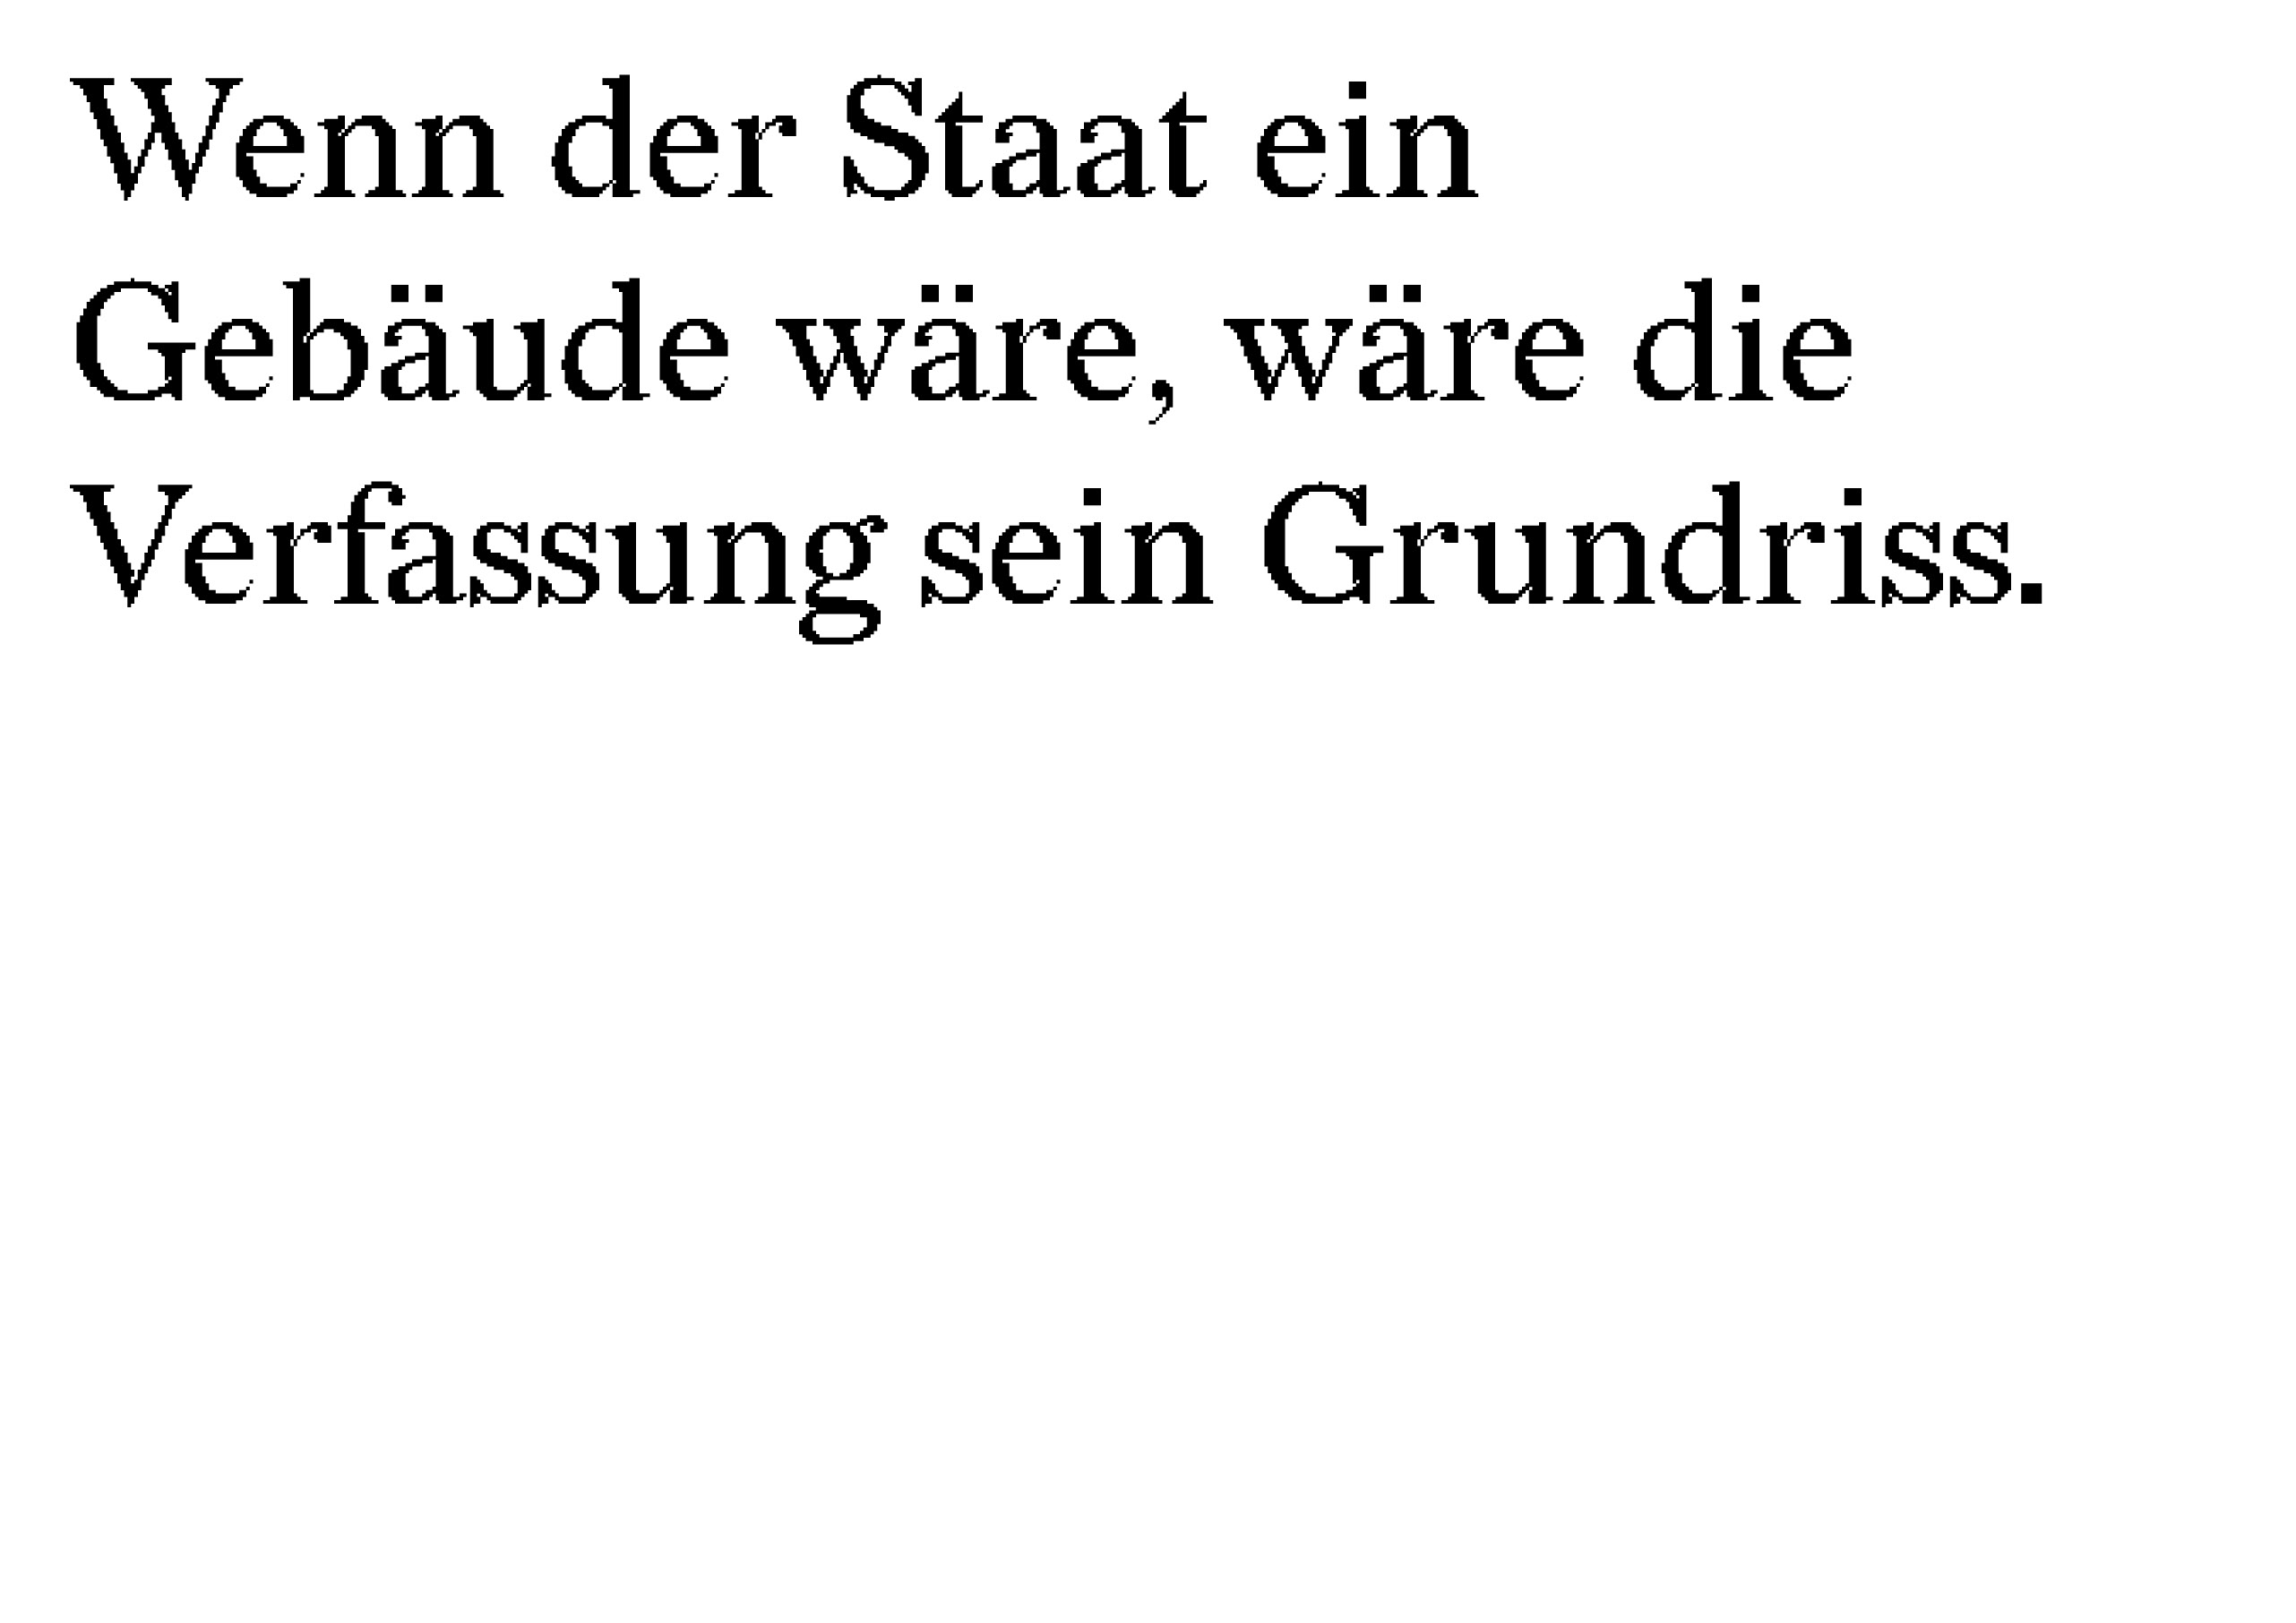 Wenn der Staat ein
Gebäude wäre, wäre die
Verfassung sein Grundriss.